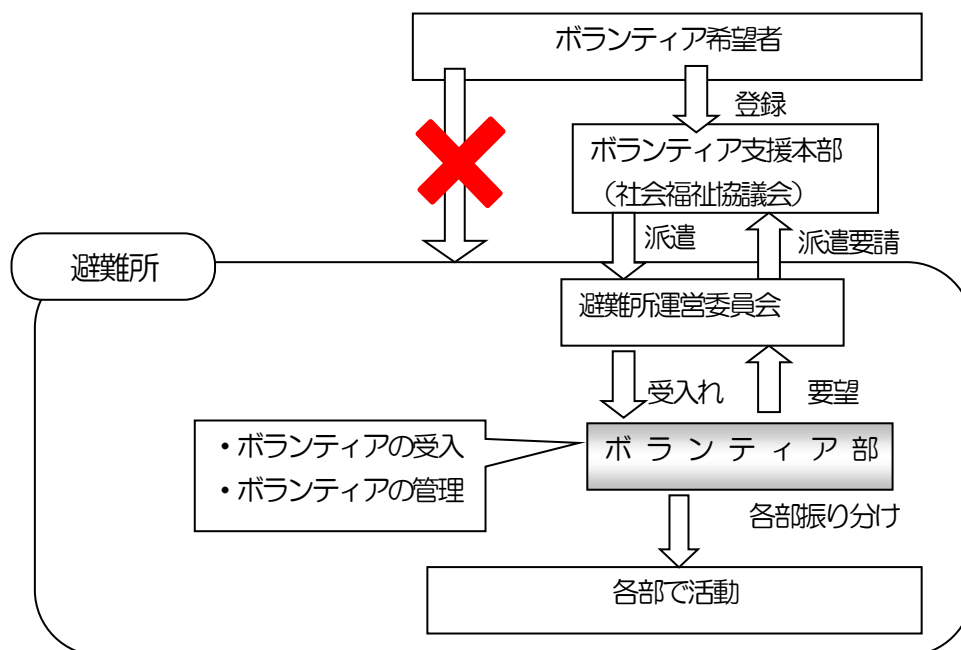 ボランティア希望者
登録
ボランティア支援本部
（社会福祉協議会）
派遣
派遣要請
避難所
避難所運営委員会
受入れ
要望
・ボランティアの受入
・ボランティアの管理
ボランティア部
各部振り分け
各部で活動